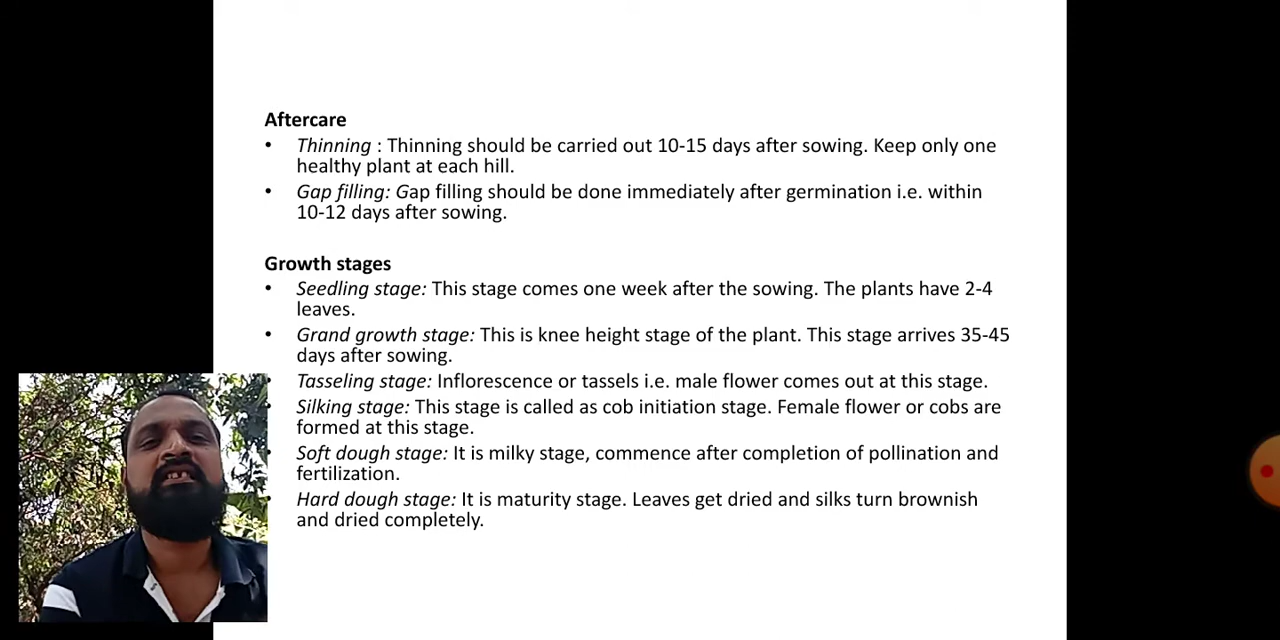 Aftercare
• Thinning : Thinning should be carried out 10-15 days after sowing. Keep only one
healthy plant at each hill.
• Gap filling: Gap filling should be done immediately after germination i.e. within
10-12 days after sowing.
Growth stages
• Seedling stage: This stage comes one week after the sowing. The plants have 2-4
leaves.
• Grand growth stage: This is knee height stage of the plant. This stage arrives 35-45
days after sowing.
Tasseling stage: Inflorescence or tassels i.e. male flower comes out at this stage.
Silking stage: This stage is called as cob initiation stage. Female flower or cobs are
formed at this stage.
Soft dough stage: It is milky stage, commence after completion of pollination and
fertilization.
Hard dough stage: It is maturity stage. Leaves get dried and silks turn brownish
and dried completely.